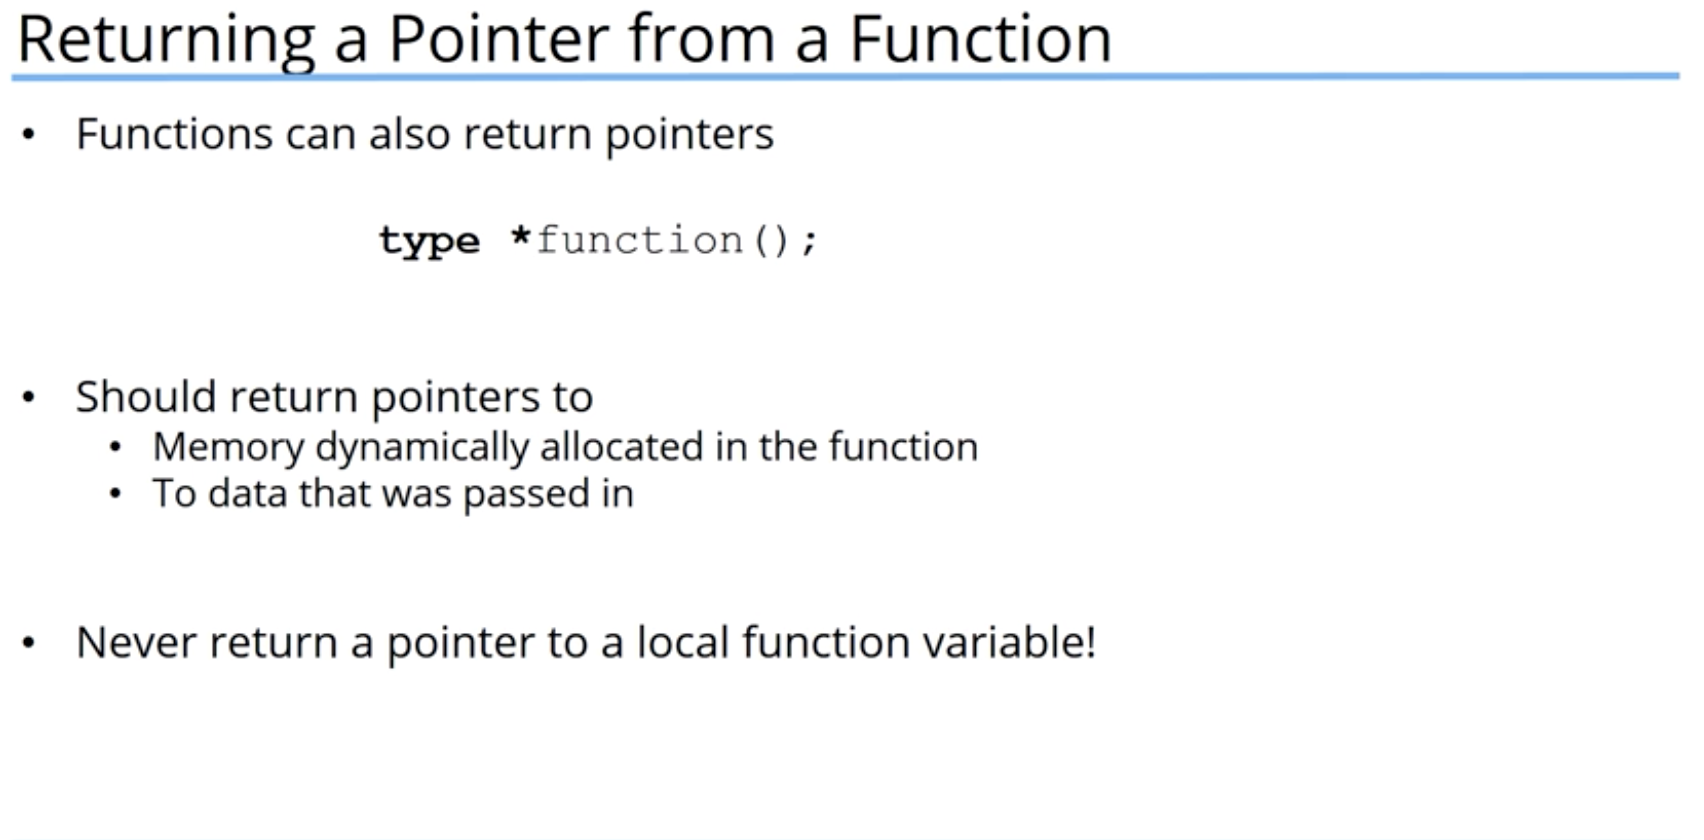 Returning a Pointer from a Function
• Functions can also return pointers
type *function();
• Should return pointers to
• Memory dynamically allocated in the function
• To data that was passed in
• Never return a pointer to a local function variable!